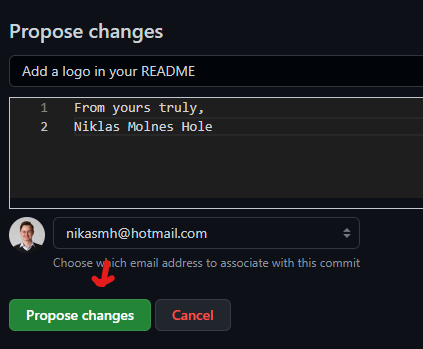 Propose changes
Add a logo in your README
1 From yours truly,
2 Niklas Molnes Hole
nikasmh@hotmail.com
Choose which email address to associate with this commit
Propose changes Cancel